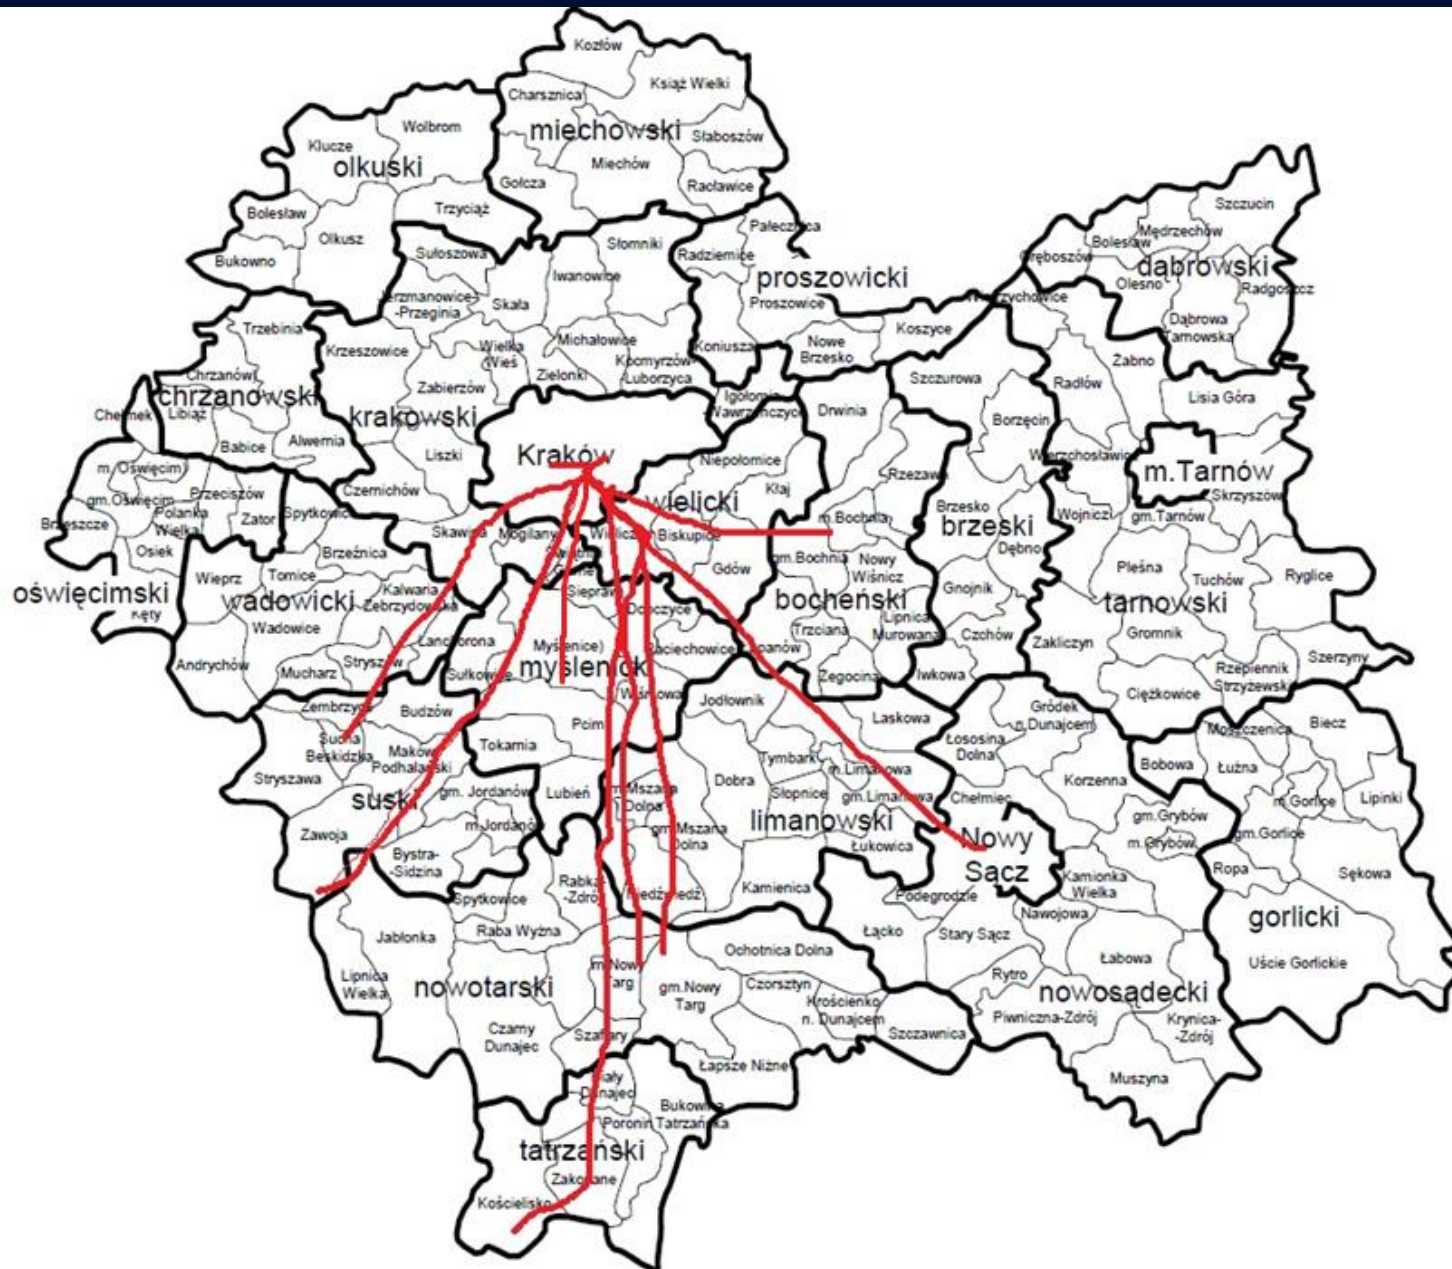 Kozłów
Książ Wielki
Charsznica
miechowski
Słaboszów
Miechów
Gołcza
Racławice
Wolbrom
Klucze
olkuski
Trzyciąż
Bolesław
Olkusz
Bukowno
Pałecznica
Słomniki
Radziemice
Sułoszowa
Iwanowice
proszowicki
Jerzmanowice-
-Przeginia
Skała
Proszowice
Szczucin
Mędrzechów
Bolesław
Gręboszów
dąbrowski
Olesno
Radgoszcz
Wietrzychowice
Dąbrowa
Tarnowska
Trzebinia
Krzeszowice
Wielka
Wieś
Michałowice
Koniusza
Nowe
Brzesko
Koszyce
Kocmyrzów-
-Luborzyca
Zielonki
Żabno
Radłów
Lisia Góra
Chrzanów
chrzanowski
Chełmek
Libiąż
Zabierzów
krakowski
Igołomia-
-Wawrzeńczyce
Drwinia
Szczurowa
Borzęcin
Babice
Alwernia
Liszki
Kraków
Niepołomice
Kłaj
Rzezawa
Wierzchosławice
m.Tarnów
Skrzyszów
m.(Oświęcim)
gm.Oświęcim
Przeciszów
Polanka
Wielka
Zator
Spytkowice
Czernichów
wielicki
m.Bochnia
Brzesko
brzeski
Wojnicz
gm.Tarnów
Brzeszcze
Osiek
Brzeźnica
Skawina
Mogilany
Wieliczka
Biskupice
Dębno
oświęcimski
Kęty
Wieprz
Tomice
wadowicki
Kalwaria
Zebrzydowska
Siepraw
Gdów
gm.Bochnia
Nowy
Wiśnicz
bocheński
Gnojnik
Pleśna
Tuchów
Ryglice
tarnowski
Wadowice
Dobczyce
Lipnica
Murowana
Trzciana
Czchów
Zakliczyn
Gromnik
Andrychów
Mucharz
Stryszów
Lanckorona
Sułkowice
Myślenice)
myślenicki
Raciechowice
Łapanów
Żegocina
Iwkowa
Rzepiennik
Strzyżewski
Szerzyny
Ciężkowice
Wiśniowa
Jodłownik
Laskowa
Gródek
n.Dunajcem
Zembrzyce
Budzów
Pcim
Sucha
Beskidzka
Maków
Podhalański
Tokarnia
Łososina
Dolna
Moszczenica
Biecz
Stryszawa
suski
gm. Jordanów
Lubień
m.Mszana
Dolna
Dobra
Tymbark
m.Limanowa
Słopnice
gm.Limanowa
Chełmiec
Korzenna
Bobowa
Łużna
Lipinki
m.Gorlice
Zawoja
m.Jordanów
gm.Mszana
Dolna
limanowski
Łukowica
Nowy
Sącz
gm.Grybów
m.Grybów
gm.Gorlice
Bystra-
-Sidzina
Rabka-
-Zdrój
Niedźwiedź
Kamienica
Podegrodzie
Kamionka
Wielka
Ropa
Sękowa
Spytkowice
Raba Wyżna
Nawojowa
gorlicki
Jabłonka
Łącko
Stary Sącz
Ochotnica Dolna
Łabowa
Uście Gorlickie
Lipnica
Wielka
nowotarski
m.Nowy
Targ
gm.Nowy
Targ
Czorsztyn
Krościenko
n. Dunajcem
Rytro
nowosądecki
Piwniczna-Zdrój
Krynica-
-Zdrój
Czarny
Dunajec
Szaflary
Szczawnica
Łapsze Niżne
Muszyna
Biały
Dunajec
Bukowina
Tatrzańska
Poronin
tatrzański
Zakopane
Kościelisko